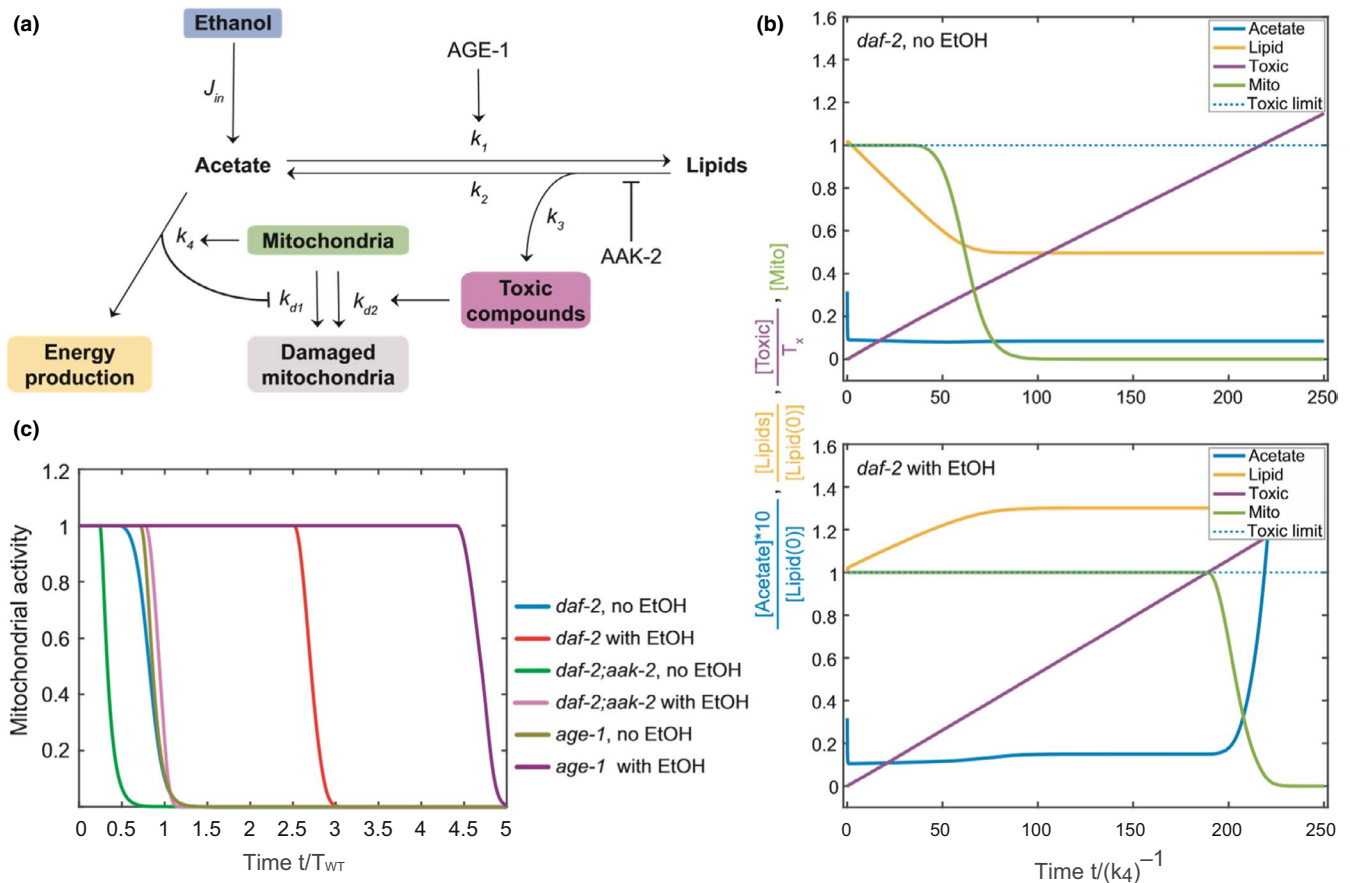 (a)
Ethanol
J_in
AGE-1
k_1
Acetate
Lipids
k_2
k_3
k_4
Mitochondria
AAK-2
k_d1
k_d2
Toxic
compounds
Energy
production
Damaged
mitochondria
(b)
daf-2, no EtOH
Acetate
Lipid
Toxic
Mito
Toxic limit
1.6
1.4
1.2
1
0.8
0.6
0.4
0.2
0
0 50 100 150 200 250
[Acetate]*10 / [Lipid(0)] , [Lipids] / [Lipid(0)] , [Toxic] / T_x , [Mito]
daf-2 with EtOH
Acetate
Lipid
Toxic
Mito
Toxic limit
1.6
1.4
1.2
1
0.8
0.6
0.4
0.2
0
0 50 100 150 200 250
Time t/(k_4)^–1
(c)
1.2
1
0.8
0.6
0.4
0.2
Mitochondrial activity
0 0.5 1 1.5 2 2.5 3 3.5 4 4.5 5
Time t/T_WT
daf-2, no EtOH
daf-2 with EtOH
daf-2;aak-2, no EtOH
daf-2;aak-2 with EtOH
age-1, no EtOH
age-1 with EtOH